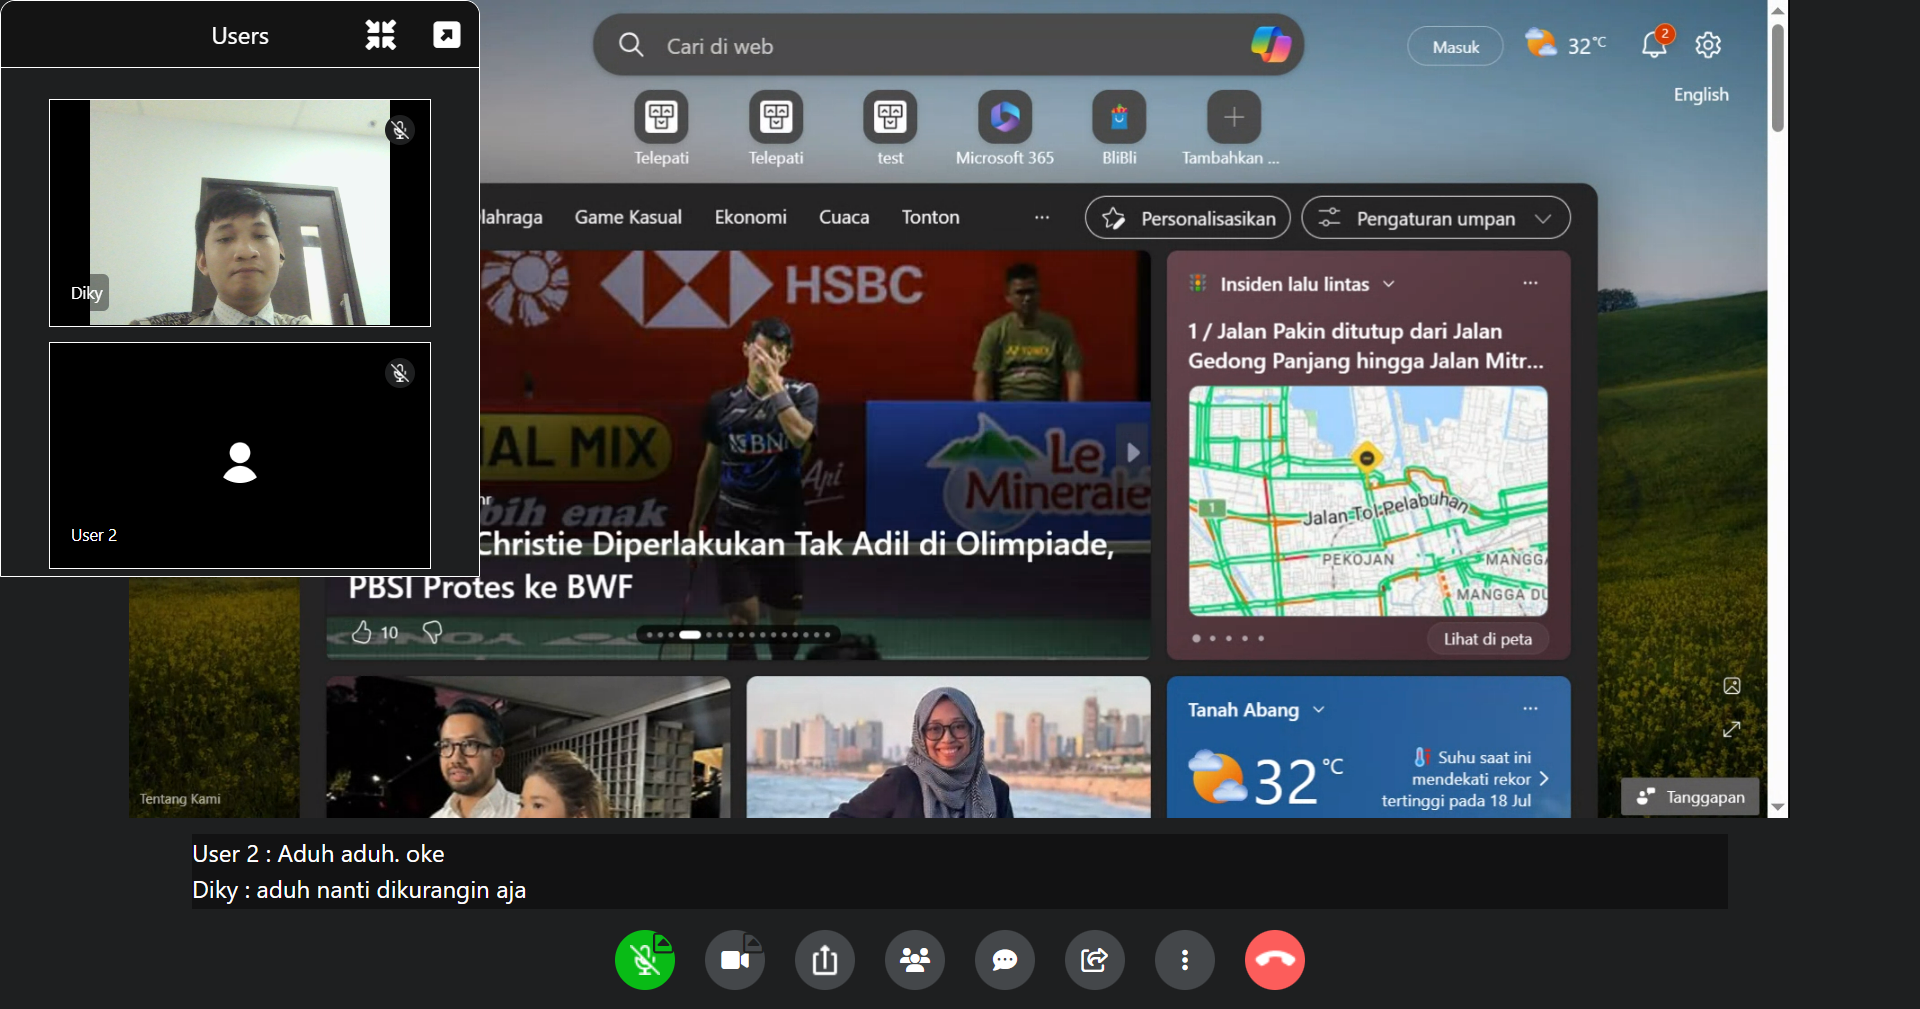 Users
Diky
User 2
Cari di web
Masuk
32°C
2
English
Telepati
Telepati
test
Microsoft 365
BliBli
Tambahkan ...
lahraga
Game Kasual
Ekonomi
Cuaca
Tonton
...
Personalisasikan
Pengaturan umpan
HSBC
BNI
AL MIX
bih enak
Api
Le
Minerale
Christie Diperlakukan Tak Adil di Olimpiade,
PBSI Protes ke BWF
10
Insiden lalu lintas
...
1 / Jalan Pakin ditutup dari Jalan
Gedong Panjang hingga Jalan Mitr...
1
Jalan Tol Pelabuhan
PEKOJAN
MANGGA
MANGGA DU
Lihat di peta
Tanah Abang
...
32°C
Suhu saat ini
mendekati rekor
tertinggi pada 18 Jul
Tentang Kami
Tanggapan
User 2 : Aduh aduh. oke
Diky : aduh nanti dikurangin aja